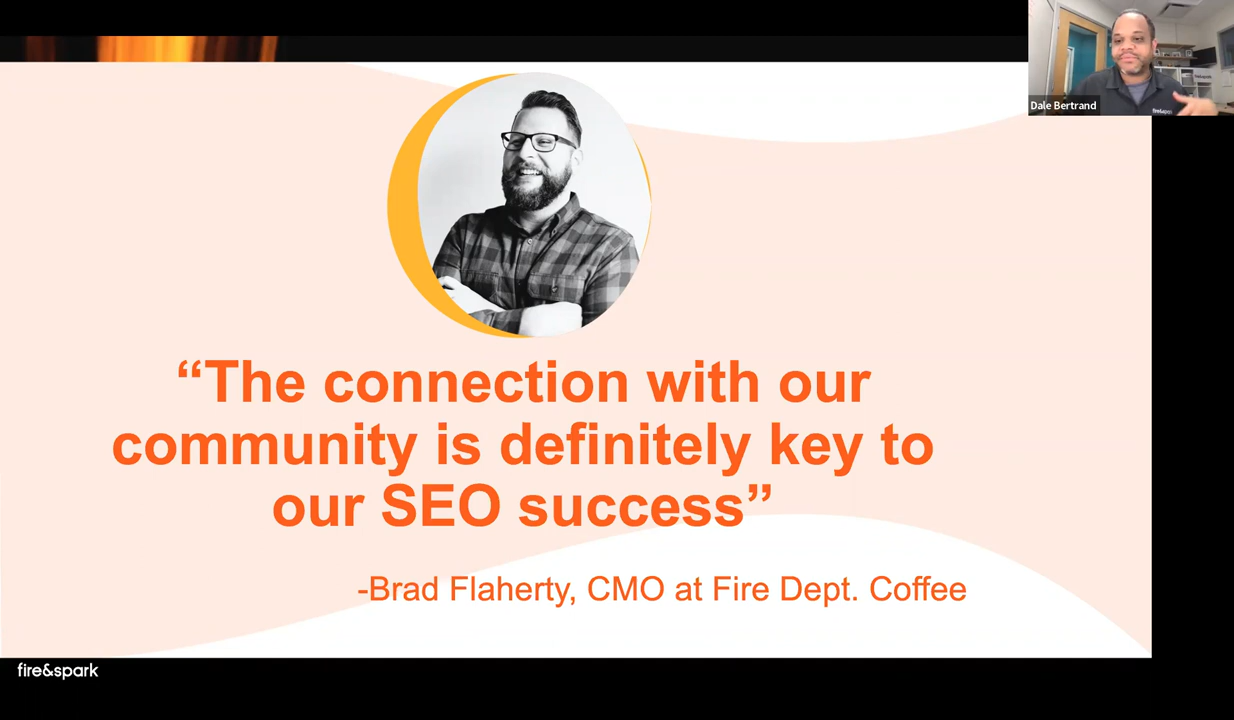 Dale Bertrand
“The connection with our
community is definitely key to
our SEO success”
-Brad Flaherty, CMO at Fire Dept. Coffee
fire&spark